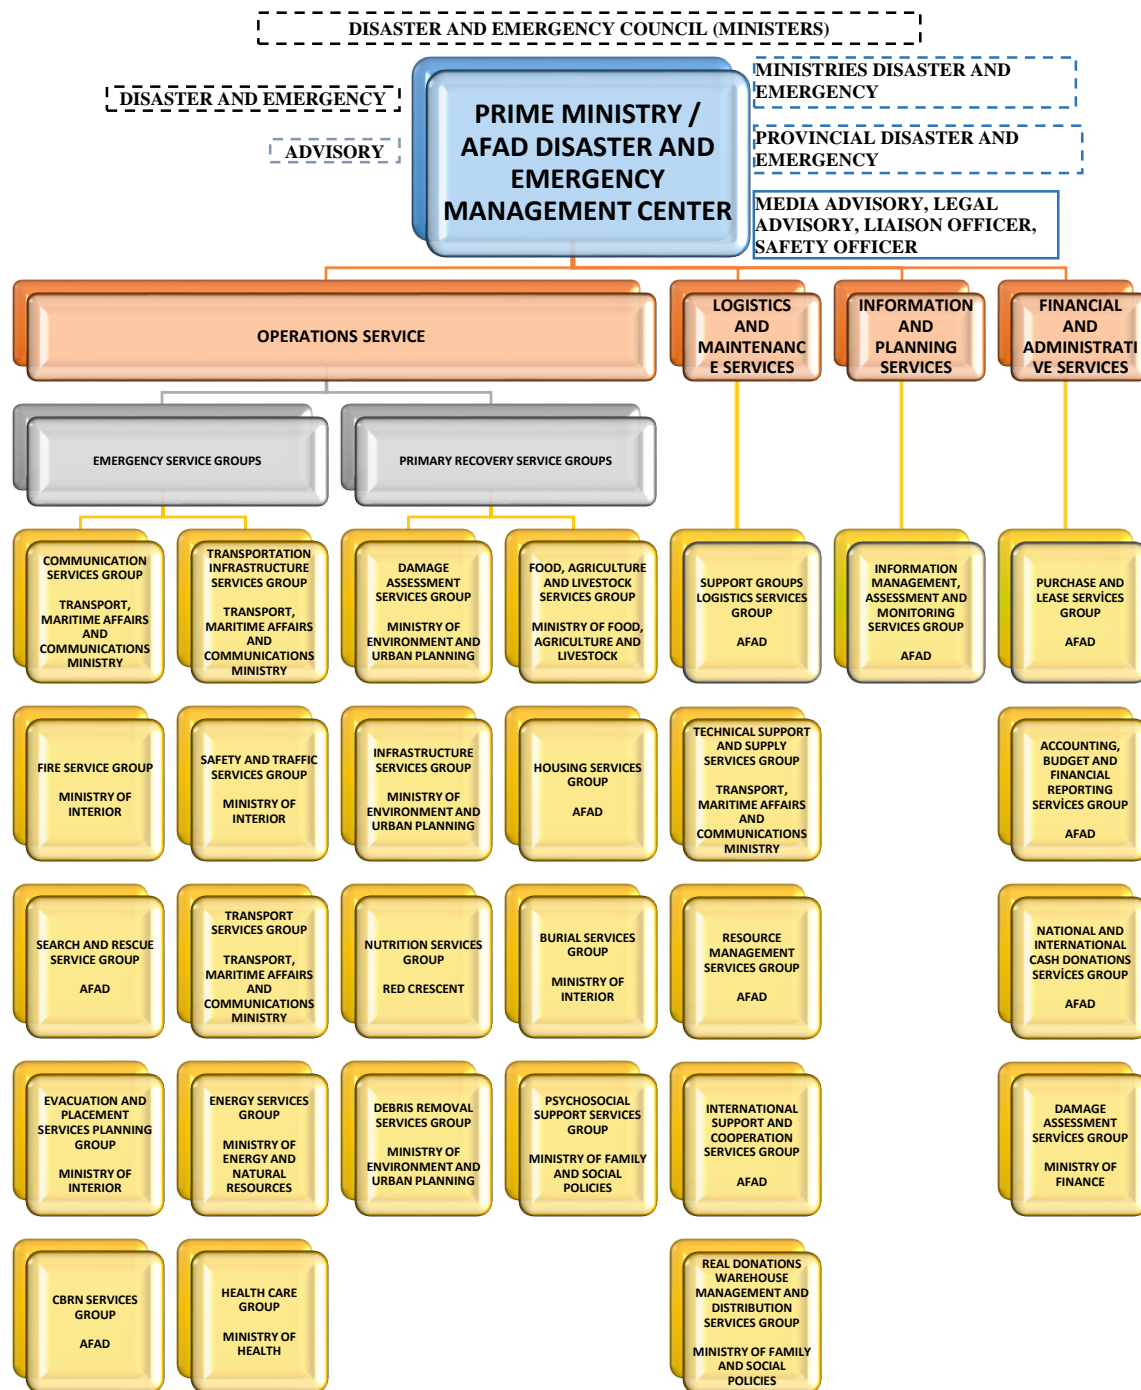 DISASTER AND EMERGENCY COUNCIL (MINISTERS)
DISASTER AND EMERGENCY
ADVISORY
PRIME MINISTRY /
AFAD DISASTER AND
EMERGENCY
MANAGEMENT CENTER
MINISTRIES DISASTER AND
EMERGENCY
PROVINCIAL DISASTER AND
EMERGENCY
MEDIA ADVISORY, LEGAL
ADVISORY, LIAISON OFFICER,
SAFETY OFFICER
OPERATIONS SERVICE
LOGISTICS
AND
MAINTENANC
E SERVICES
INFORMATION
AND
PLANNING
SERVICES
FINANCIAL
AND
ADMINISTRATI
VE SERVICES
EMERGENCY SERVICE GROUPS
PRIMARY RECOVERY SERVICE GROUPS
COMMUNICATION
SERVICES GROUP
TRANSPORT,
MARITIME AFFAIRS
AND
COMMUNICATIONS
MINISTRY
TRANSPORTATION
INFRASTRUCTURE
SERVICES GROUP
TRANSPORT,
MARITIME AFFAIRS
AND
COMMUNICATIONS
MINISTRY
DAMAGE
ASSESSMENT
SERVICES GROUP
MINISTRY OF
ENVIRONMENT AND
URBAN PLANNING
FOOD, AGRICULTURE
AND LIVESTOCK
SERVICES GROUP
MINISTRY OF FOOD,
AGRICULTURE AND
LIVESTOCK
SUPPORT GROUPS
LOGISTICS SERVICES
GROUP
AFAD
INFORMATION
MANAGEMENT,
ASSESSMENT AND
MONITORING
SERVICES GROUP
AFAD
PURCHASE AND
LEASE SERVİCES
GROUP
AFAD
FIRE SERVICE GROUP
MINISTRY OF
INTERIOR
SAFETY AND TRAFFIC
SERVICES GROUP
MINISTRY OF
INTERIOR
INFRASTRUCTURE
SERVICES GROUP
MINISTRY OF
ENVIRONMENT AND
URBAN PLANNING
HOUSING SERVICES
GROUP
AFAD
TECHNICAL SUPPORT
AND SUPPLY
SERVICES GROUP
TRANSPORT,
MARITIME AFFAIRS
AND
COMMUNICATIONS
MINISTRY
ACCOUNTING,
BUDGET AND
FINANCIAL
REPORTING
SERVİCES GROUP
AFAD
SEARCH AND RESCUE
SERVICE GROUP
AFAD
TRANSPORT
SERVICES GROUP
TRANSPORT,
MARITIME AFFAIRS
AND
COMMUNICATIONS
MINISTRY
NUTRITION SERVICES
GROUP
RED CRESCENT
BURIAL SERVICES
GROUP
MINISTRY OF
INTERIOR
RESOURCE
MANAGEMENT
SERVICES GROUP
AFAD
NATIONAL AND
INTERNATIONAL
CASH DONATIONS
SERVİCES GROUP
AFAD
EVACUATION AND
PLACEMENT
SERVICES PLANNING
GROUP
MINISTRY OF
INTERIOR
ENERGY SERVICES
GROUP
MINISTRY OF
ENERGY AND
NATURAL
RESOURCES
DEBRIS REMOVAL
SERVICES GROUP
MINISTRY OF
ENVIRONMENT AND
URBAN PLANNING
PSYCHOSOCIAL
SUPPORT SERVICES
GROUP
MINISTRY OF FAMILY
AND SOCIAL
POLICIES
INTERNATIONAL
SUPPORT AND
COOPERATION
SERVICES GROUP
AFAD
DAMAGE
ASSESSMENT
SERVİCES GROUP
MINISTRY OF
FINANCE
CBRN SERVICES
GROUP
AFAD
HEALTH CARE
GROUP
MINISTRY OF
HEALTH
REAL DONATIONS
WAREHOUSE
MANAGEMENT AND
DISTRIBUTION
SERVICES GROUP
MINISTRY OF FAMILY
AND SOCIAL
POLICIES